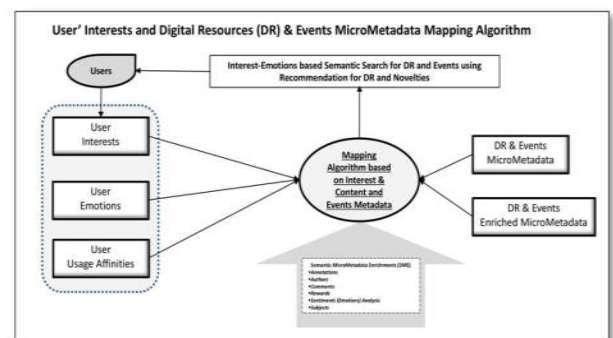 User' Interests and Digital Resources (DR) & Events MicroMetadata Mapping Algorithm
Users
Interest-Emotions based Semantic Search for DR and Events using
Recommendation for DR and Novelties
User
Interests
User
Emotions
User
Usage Affinities
Mapping
Algorithm based
on Interest &
Content and
Events Metadata
DR & Events
MicroMetadata
DR & Events
Enriched MicroMetadata
Semantic MicroMetadata Enrichments (SME)
•Annotations
•Authors
•Comments
•Rewards
•Sentiments (Emotions) Analysis
•Subjects